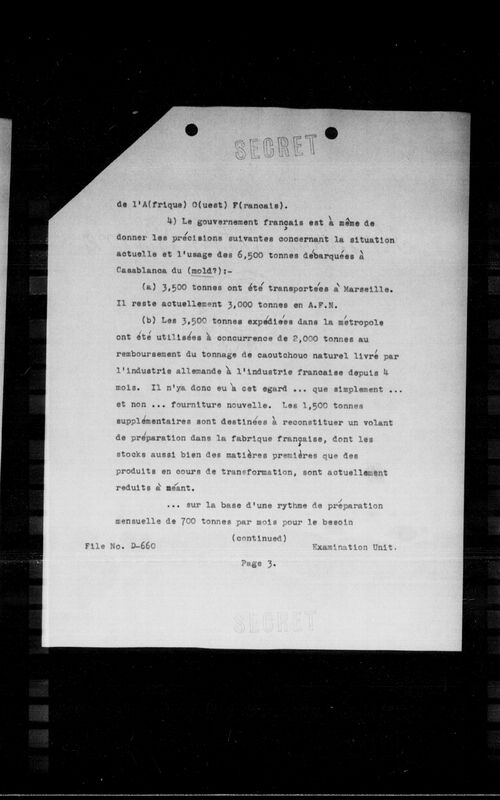 SECRET
de l'A(frique) O(uest) F(rancais).
4) Le gouvernement français est à même de
donner les précisions suivantes concernant la situation
actuelle et l'usage des 6,500 tonnes débarquées à
Casablanca du (mold?):-
(a) 3,500 tonnes ont été transportées à Marseille.
Il reste actuellement 3,000 tonnes en A.F.N.
(b) Les 3,500 tonnes expédiées dans la métropole
ont été utilisées à concurrence de 2,000 tonnes au
remboursement du tonnage de caoutchouc naturel livré par
l'industrie allemande à l'industrie francaise depuis 4
mois. Il n'ya donc eu à cet egard ... que simplement ...
et non ... fourniture nouvelle. Les 1,500 tonnes
supplémentaires sont destinées à reconstituer un volant
de préparation dans la fabrique française, dont les
stocks aussi bien des matières premières que des
produits en cours de transformation, sont actuellement
reduits à néant.
... sur la base d'une rythme de préparation
mensuelle de 700 tonnes par mois pour le besoin
(continued)
File No. D-660 Examination Unit.
Page 3.
SECRET